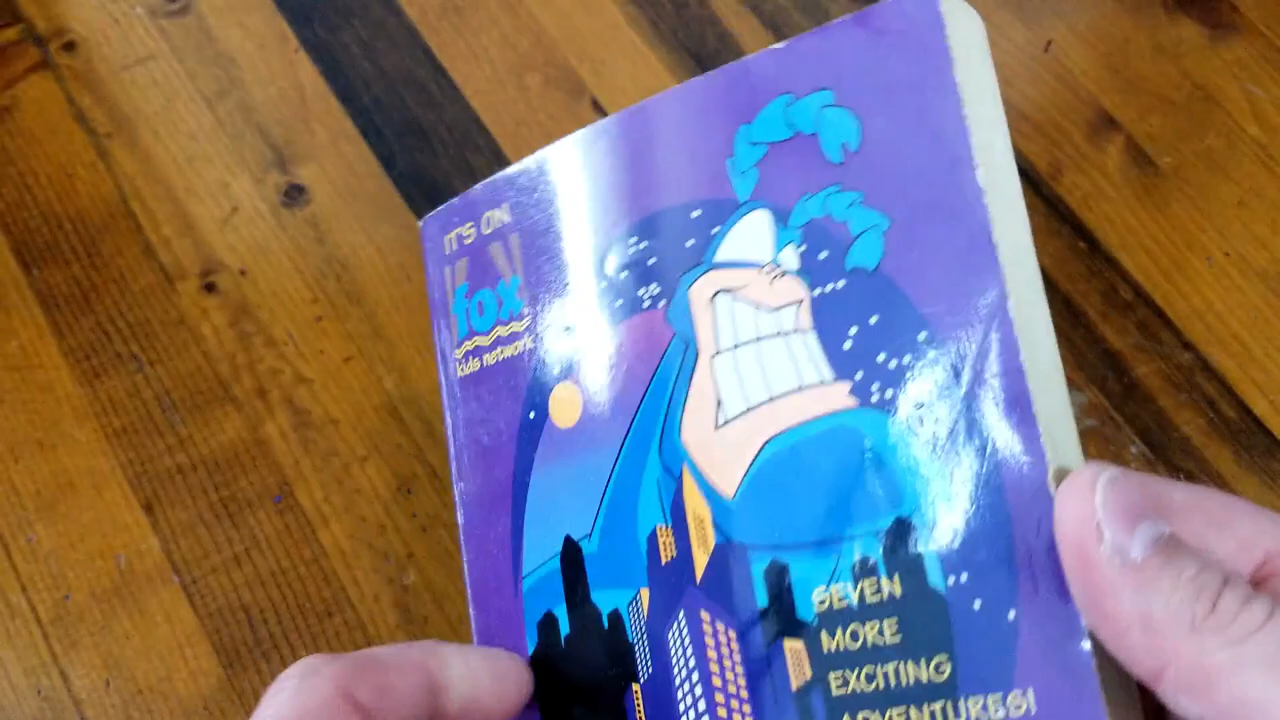 IT'S ON
fox
kids network
SEVEN
MORE
EXCITING
ADVENTURES!